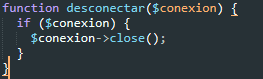 function desconectar($conexion) {
  if ($conexion) {
    $conexion->close();
  }
}